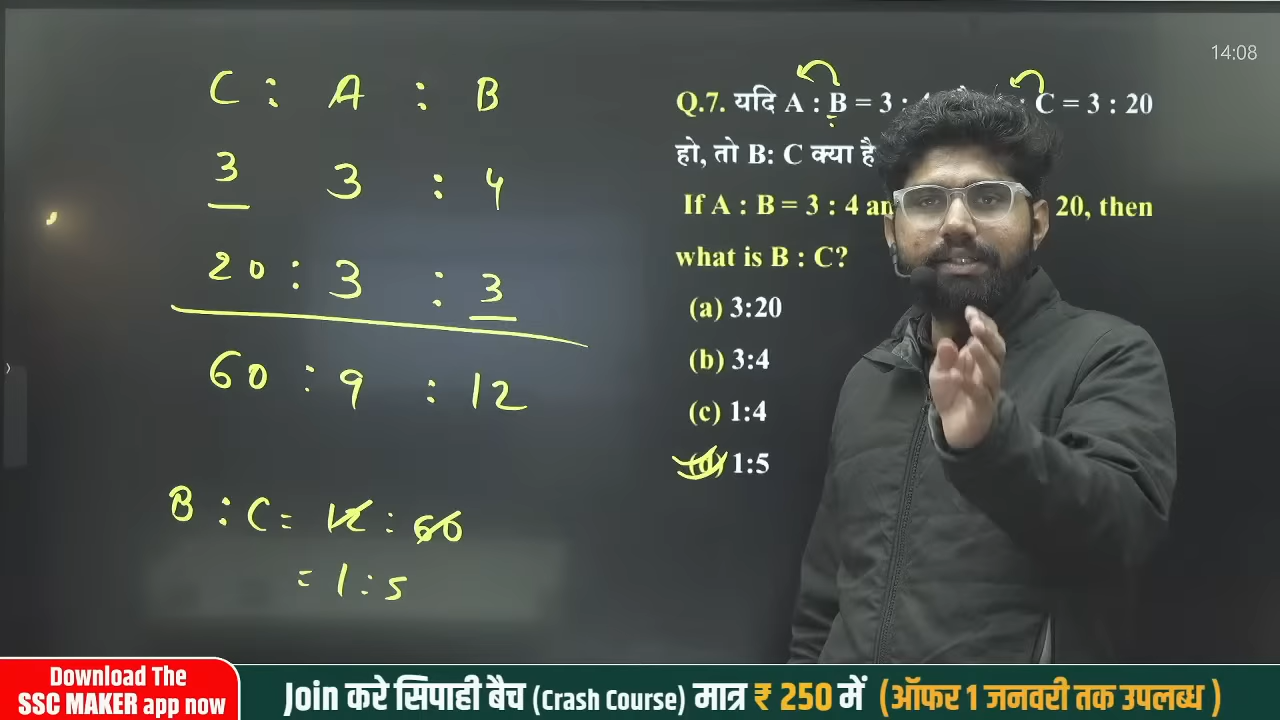 14:08
C : A : B
3 3 : 4
20 : 3 : 3
60 : 9 : 12
B : C = 12 : 60
= 1 : 5
Q.7. यदि A : B = 3 : C = 3 : 20
हो, तो B: C क्या है
If A : B = 3 : 4 an 20, then
what is B : C?
(a) 3:20
(b) 3:4
(c) 1:4
(d) 1:5
Download The
SSC MAKER app now
Join करे सिपाही बैच (Crash Course) मात्र ₹ 250 में (ऑफर 1 जनवरी तक उपलब्ध )